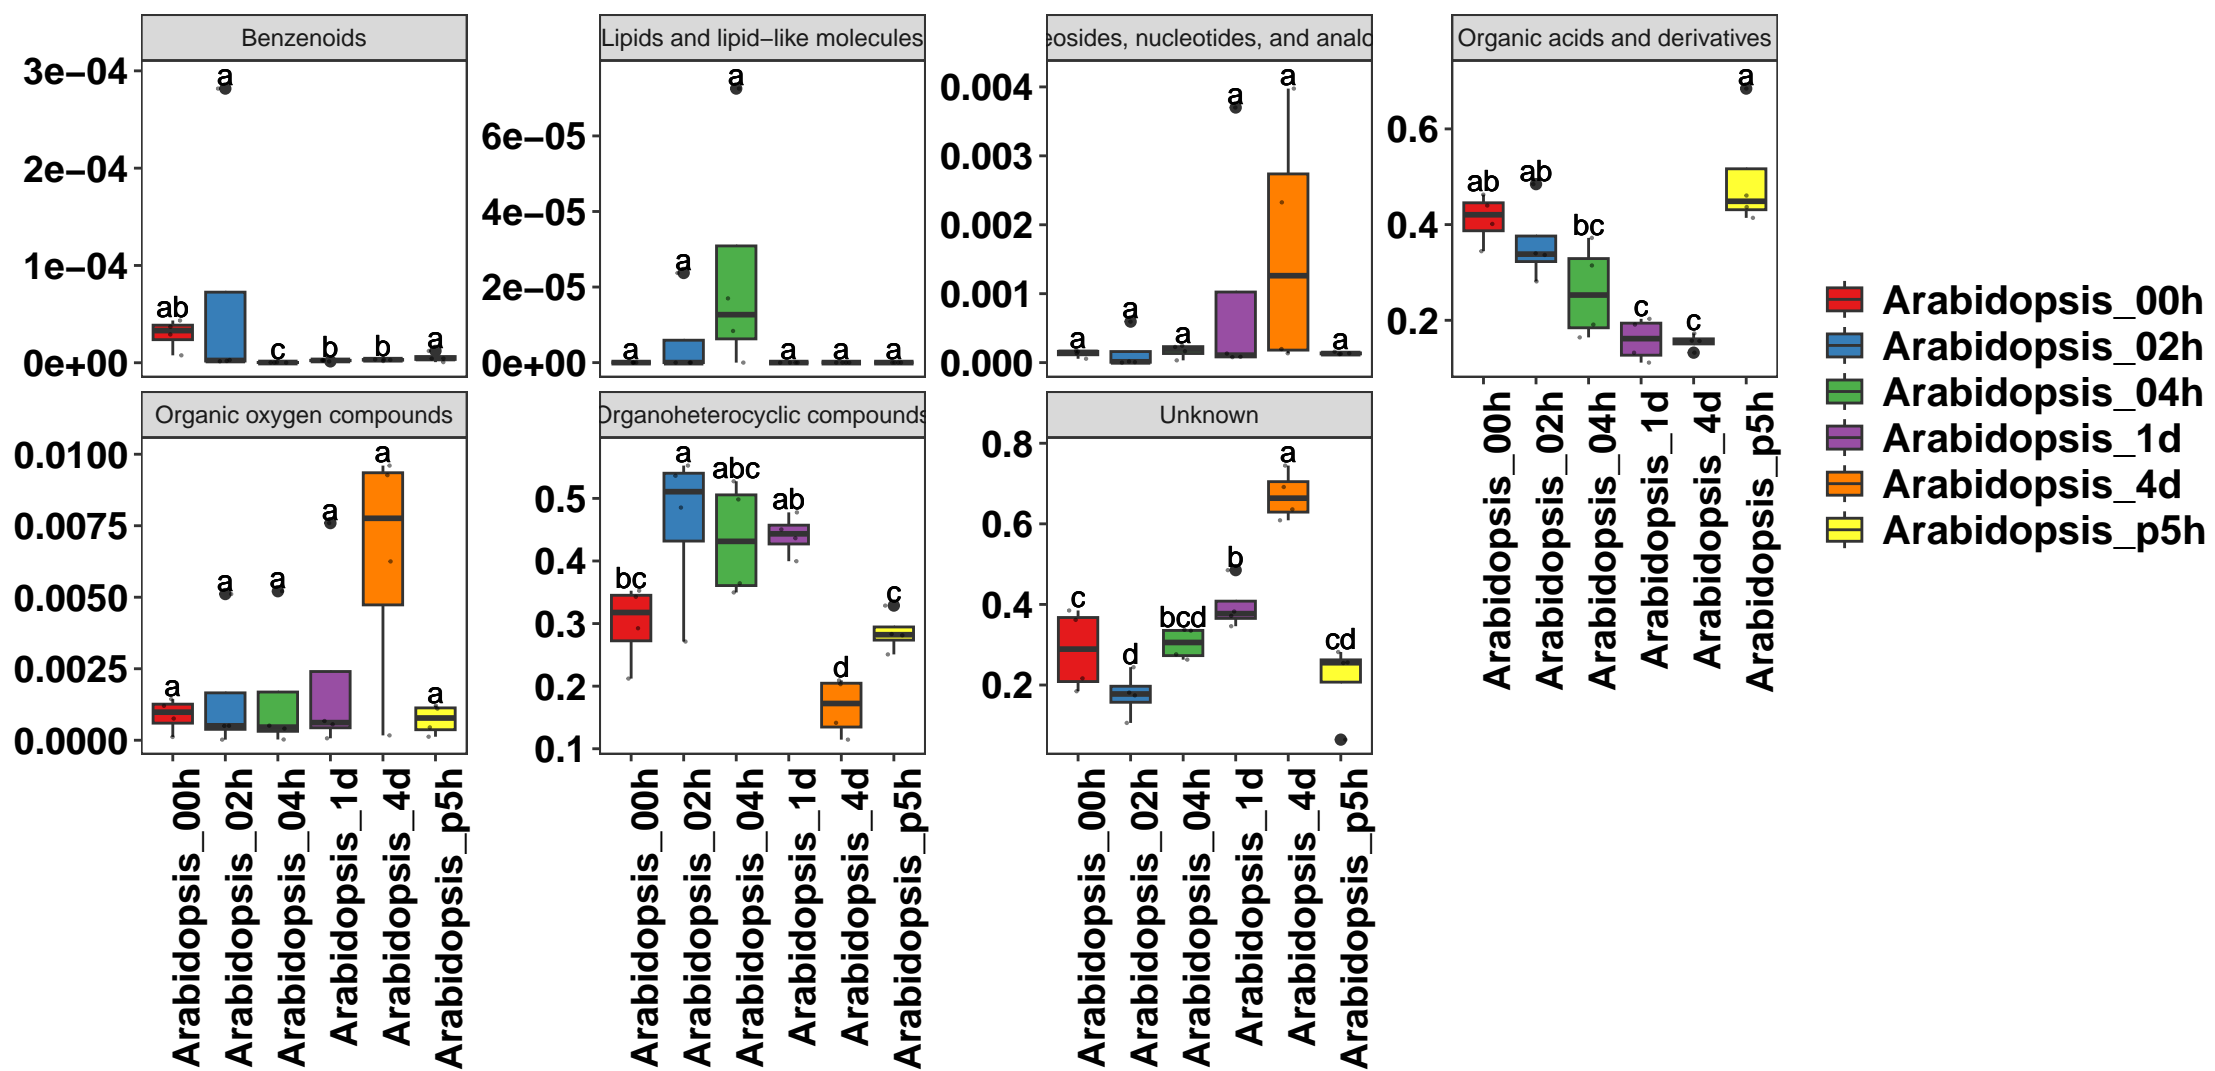 Benzenoids
Lipids and lipid−like molecules
eosides, nucleotides, and analo
Organic acids and derivatives
3e−04
2e−04
1e−04
0e+00
ab
a
c
b
b
a
6e−05
4e−05
2e−05
0e+00
a
a
a
a
a
a
0.004
0.003
0.002
0.001
0.000
a
a
a
a
a
a
0.6
0.4
0.2
ab
ab
bc
c
c
a
Arabidopsis_00h
Arabidopsis_02h
Arabidopsis_04h
Arabidopsis_1d
Arabidopsis_4d
Arabidopsis_p5h
Organic oxygen compounds
Organoheterocyclic compounds
Unknown
0.0100
0.0075
0.0050
0.0025
0.0000
a
a
a
a
a
a
Arabidopsis_00h
Arabidopsis_02h
Arabidopsis_04h
Arabidopsis_1d
Arabidopsis_4d
Arabidopsis_p5h
0.5
0.4
0.3
0.2
0.1
bc
a
abc
ab
d
c
Arabidopsis_00h
Arabidopsis_02h
Arabidopsis_04h
Arabidopsis_1d
Arabidopsis_4d
Arabidopsis_p5h
0.8
0.6
0.4
0.2
c
d
bcd
b
a
cd
Arabidopsis_00h
Arabidopsis_02h
Arabidopsis_04h
Arabidopsis_1d
Arabidopsis_4d
Arabidopsis_p5h
Arabidopsis_00h
Arabidopsis_02h
Arabidopsis_04h
Arabidopsis_1d
Arabidopsis_4d
Arabidopsis_p5h